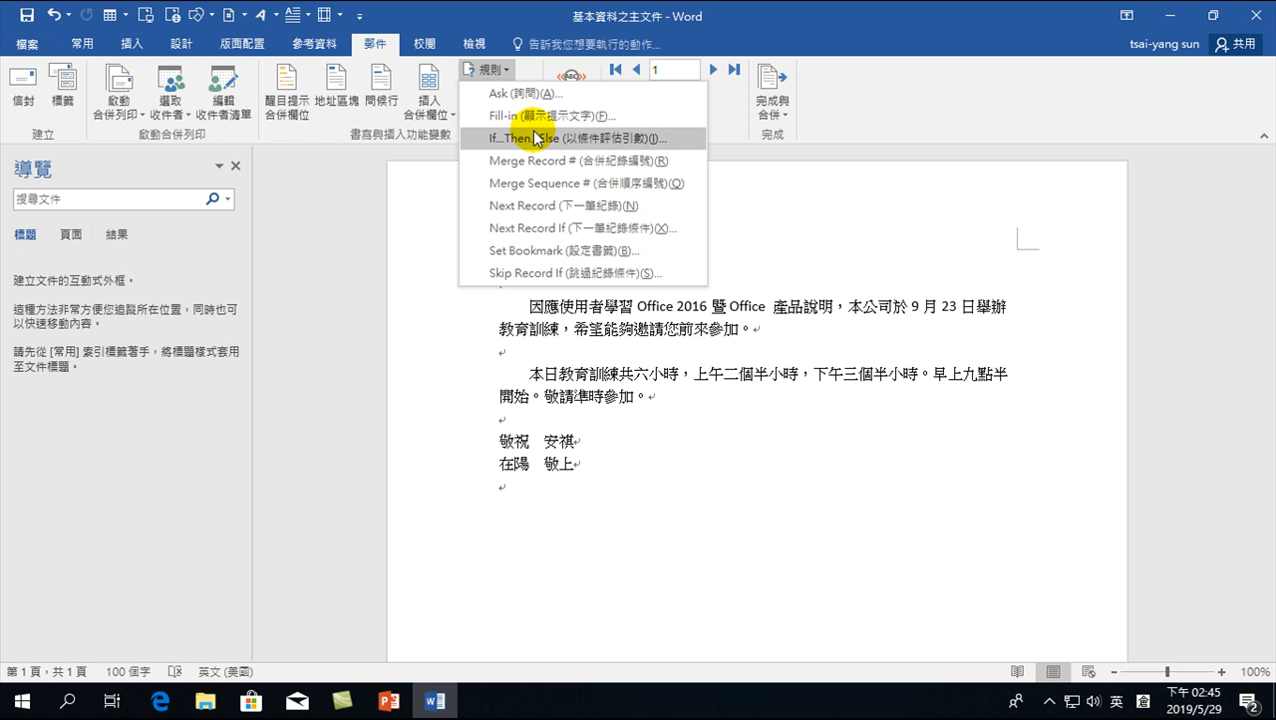 基本資料之主文件 - Word
檔案 常用 插入 設計 版面配置 參考資料 郵件 校閱 檢視 告訴我您想要執行的動作... tsai-yang sun 共用
信封 標籤 啟動合併列印 選取收件者 編輯收件者清單 醒目提示合併欄位 地址區塊 問候行 插入合併欄位 規則 ABC 1 完成與合併
建立 啟動合併列印 書寫與插入功能變數 完成
Ask (詢問)(A)...
Fill-in (顯示提示文字)(F)...
If...Then...Else (以條件評估引數)(I)...
Merge Record # (合併紀錄編號)(R)
Merge Sequence # (合併順序編號)(Q)
Next Record (下一筆紀錄)(N)
Next Record If (下一筆紀錄條件)(X)...
Set Bookmark (設定書籤)(B)...
Skip Record If (跳過紀錄條件)(S)...
導覽
搜尋文件
標題 頁面 結果
建立文件的互動式外框。
這種方法非常方便您追蹤所在位置,同時也可
以快速移動內容。
請先從 [常用] 索引標籤著手,將標題樣式套用
至文件標題。
因應使用者學習 Office 2016 暨 Office 產品說明,本公司於 9 月 23 日舉辦
教育訓練,希望能夠邀請您前來參加。
本日教育訓練共六小時,上午二個半小時,下午三個半小時。早上九點半
開始。敬請準時參加。
敬祝 安祺
在陽 敬上
第 1 頁,共 1 頁 100 個字 英文 (美國) 100%
英 下午 02:45
2019/5/29 2